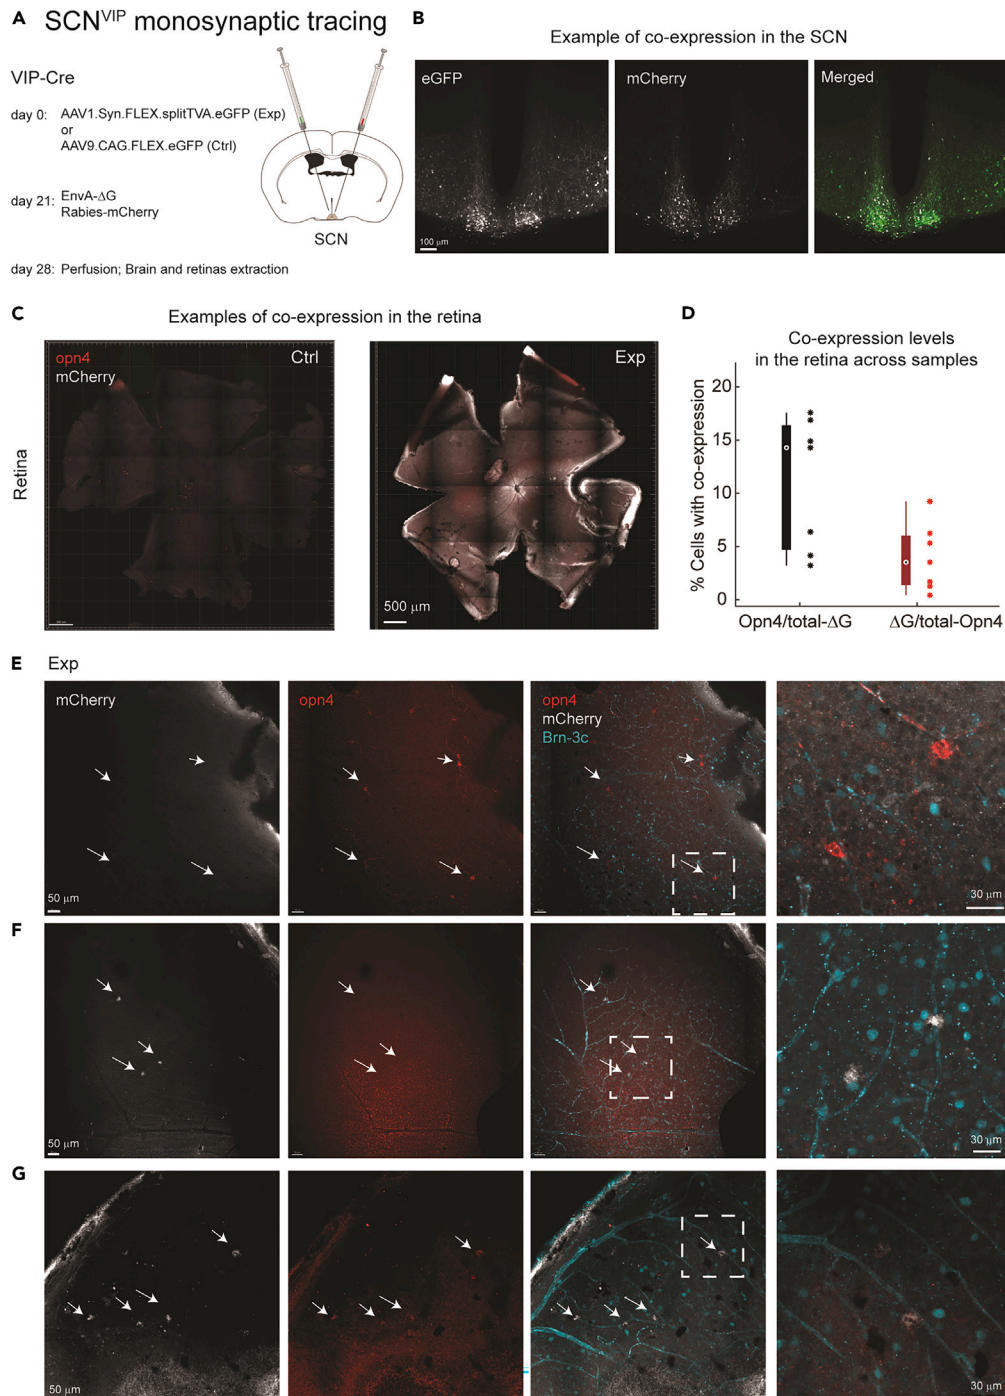 A SCNVIP monosynaptic tracing
VIP-Cre
day 0: AAV1.Syn.FLEX.splitTVA.eGFP (Exp)
or
AAV9.CAG.FLEX.eGFP (Ctrl)
day 21: EnvA-ΔG
Rabies-mCherry
SCN
day 28: Perfusion; Brain and retinas extraction
B Example of co-expression in the SCN
eGFP
100 μm
mCherry
Merged
C Examples of co-expression in the retina
Retina
opn4
mCherry
Ctrl
Exp
500 μm
D Co-expression levels
in the retina across samples
% Cells with co-expression
20
15
10
5
0
Opn4/total-ΔG
ΔG/total-Opn4
E Exp
mCherry
50 μm
opn4
opn4
mCherry
Brn-3c
30 μm
F
50 μm
30 μm
G
50 μm
30 μm